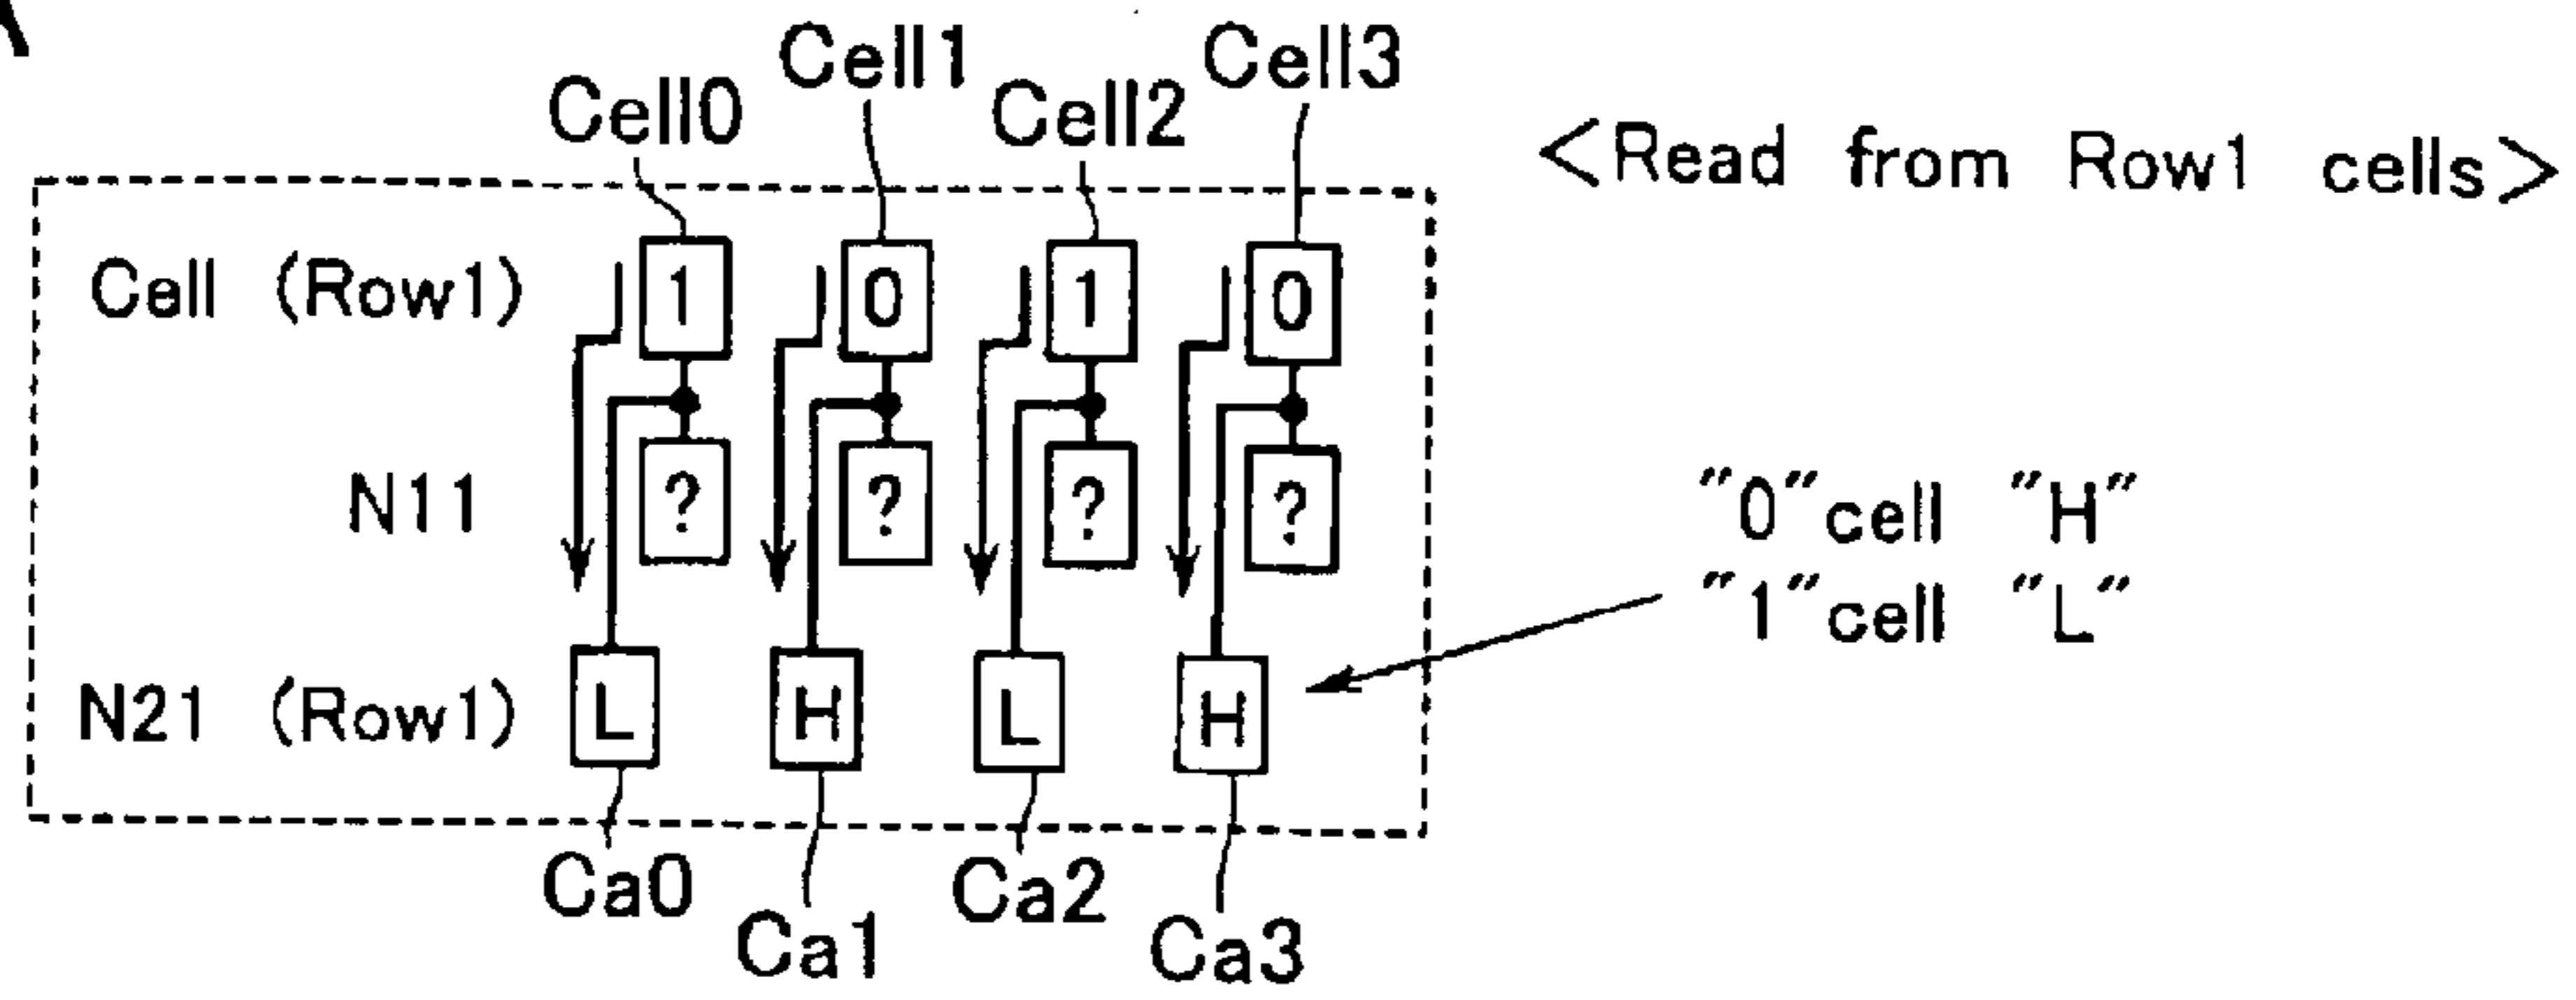 Cell0 Cell1 Cell2 Cell3
<Read from Row1 cells>
Cell (Row1) 1 0 1 0
N11 ? ? ? ?
"0"cell "H"
"1"cell "L"
N21 (Row1) L H L H
Ca0 Ca1 Ca2 Ca3